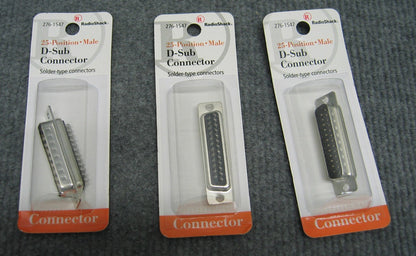 276-1547 R RadioShack.
25-Position • Male
D-Sub
Connector
Solder-type connectors
Connector
276-1547 R RadioShack.
25-Position • Male
D-Sub
Connector
Solder-type connectors
Connector
276-1547 R RadioShack.
25-Position • Male
D-Sub
Connector
Solder-type connectors
Connector